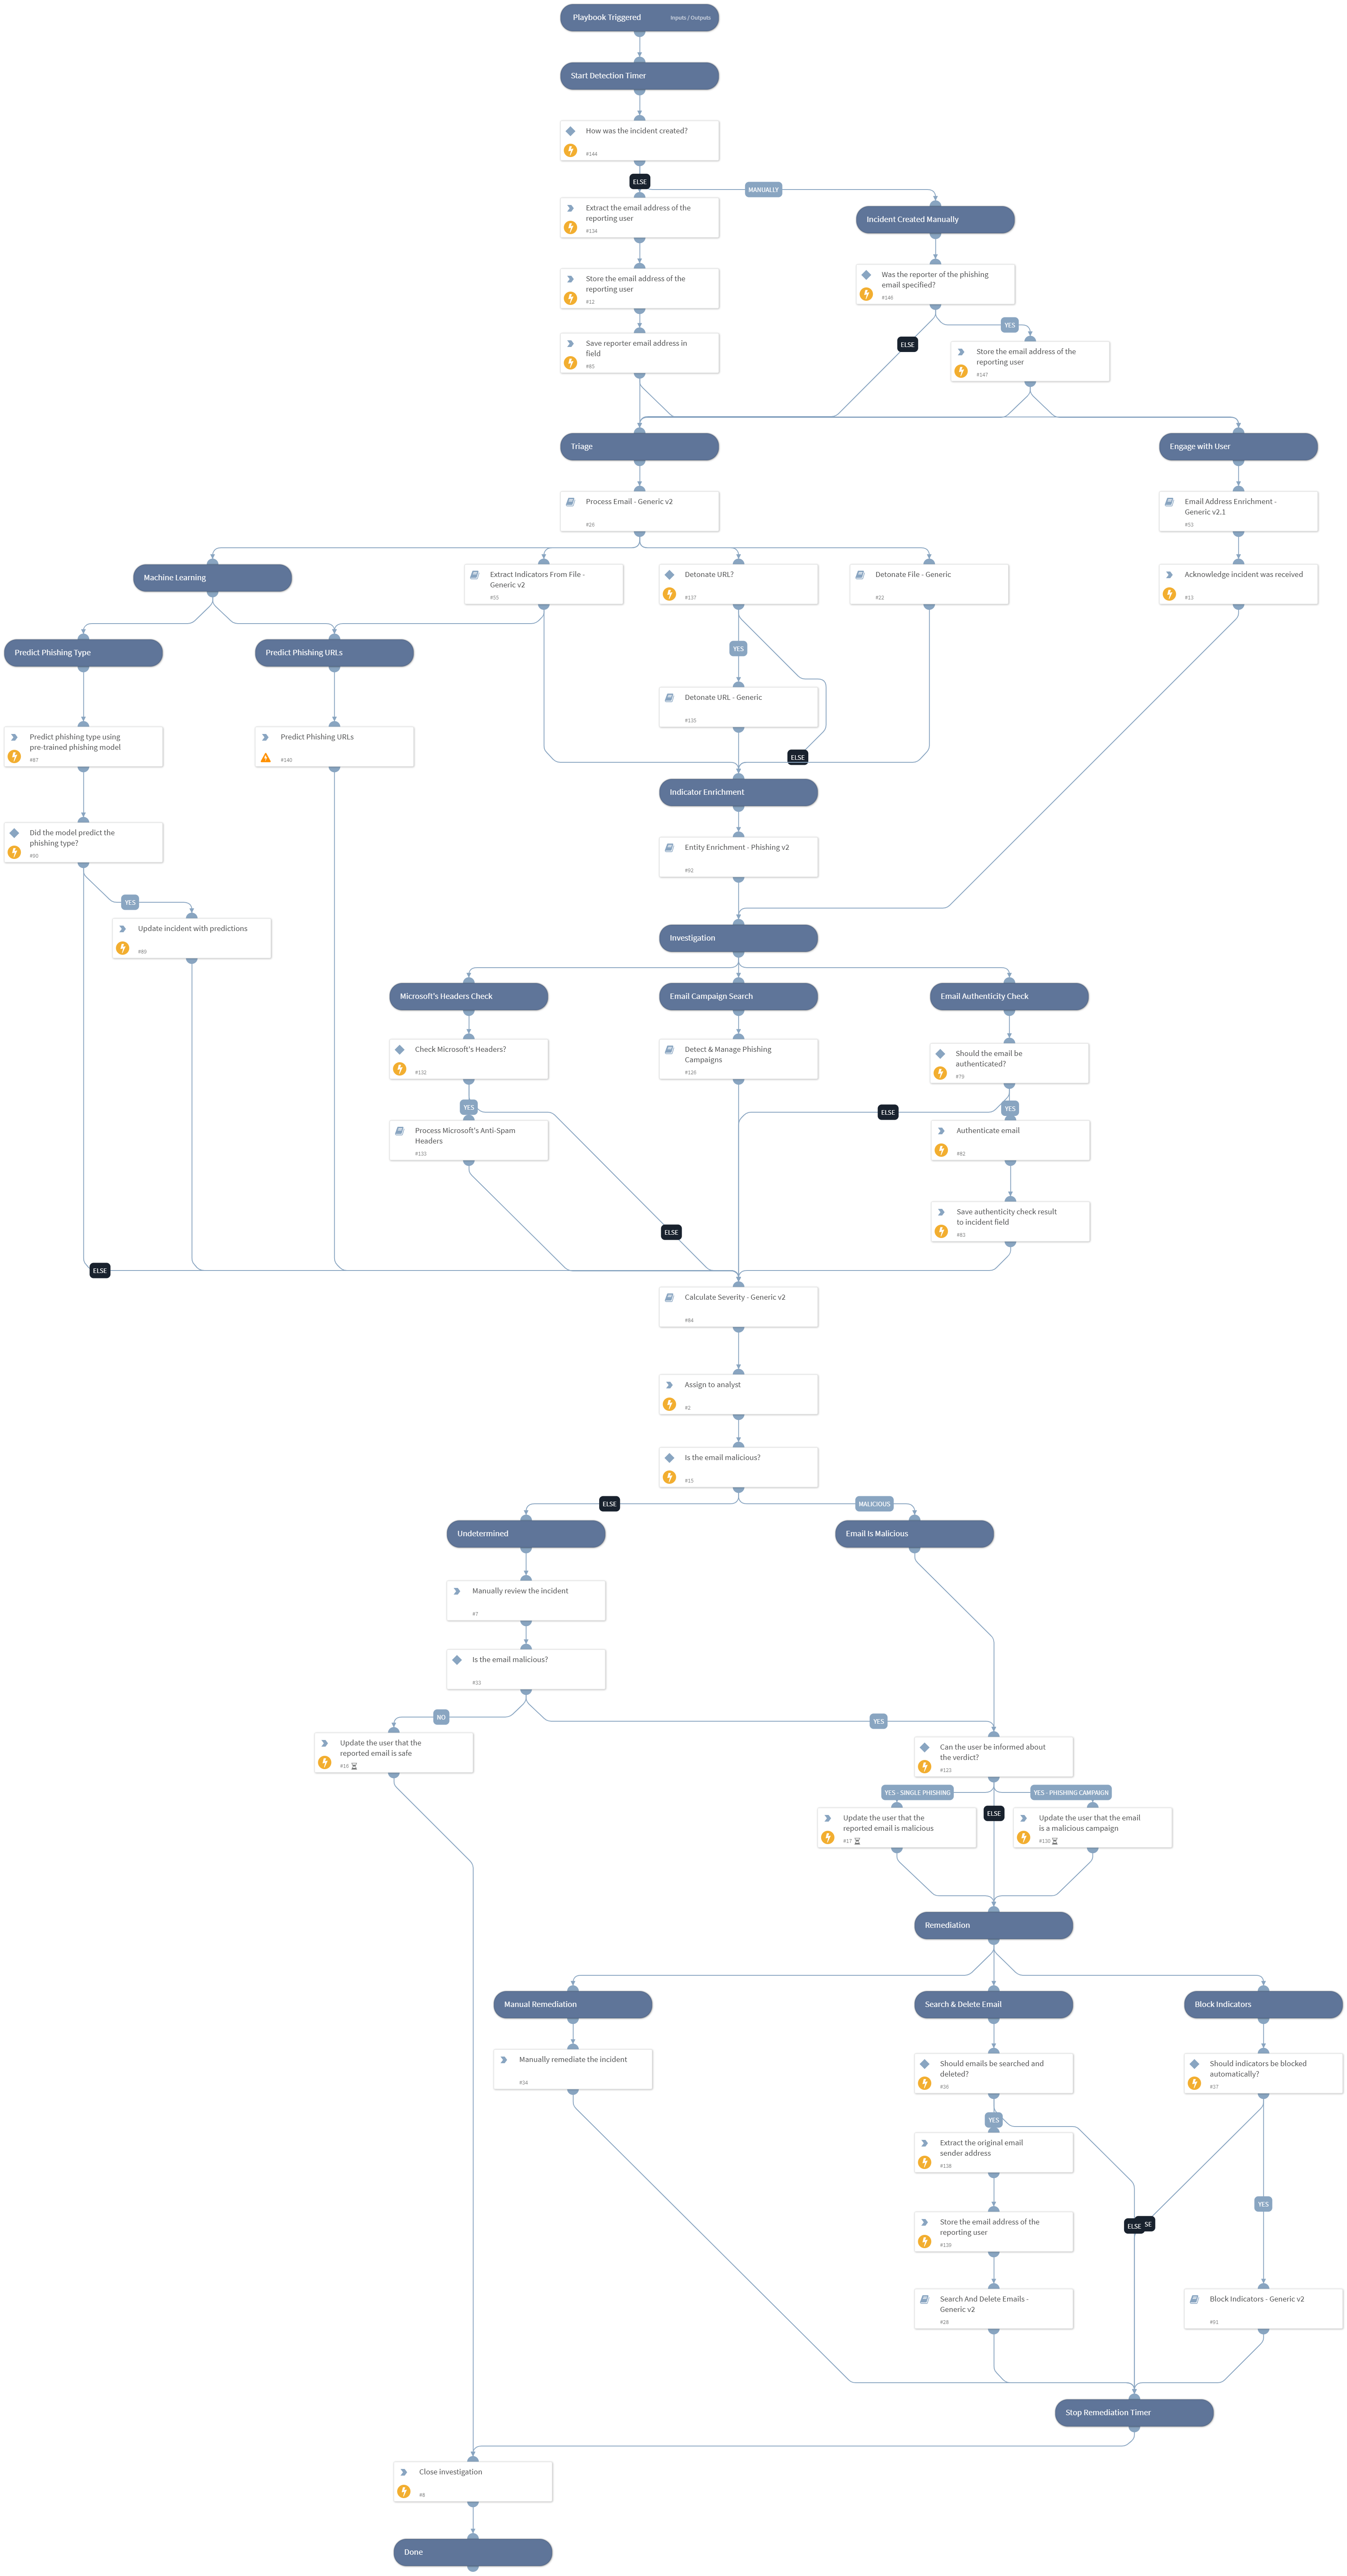 Playbook Triggered
Inputs / Outputs
Start Detection Timer
How was the incident created?
#144
ELSE
MANUALLY
Extract the email address of the
reporting user
#134
Incident Created Manually
Store the email address of the
reporting user
#12
Was the reporter of the phishing
email specified?
#146
YES
ELSE
Save reporter email address in
field
#65
Store the email address of the
reporting user
#147
Triage
Engage with User
Process Email - Generic v2
Email Address Enrichment -
Generic v2.1
#53
Machine Learning
Extract Indicators From File -
Generic v2
#55
Detonate URL?
#137
Detonate File - Generic
#22
Acknowledge incident was received
#13
Predict Phishing Type
Predict Phishing URLs
YES
Detonate URL - Generic
#135
Predict phishing type using
pre-trained phishing model
#87
Predict Phishing URLs
#140
ELSE
Indicator Enrichment
Did the model predict the
phishing type?
#90
Entity Enrichment - Phishing v2
#92
YES
Update incident with predictions
Investigation
Microsoft's Headers Check
Email Campaign Search
Email Authenticity Check
Check Microsoft's Headers?
#132
Detect & Manage Phishing
Campaigns
Should the email be
authenticated?
#79
YES
ELSE
YES
Process Microsoft's Anti-Spam
Headers
#133
Authenticate email
#82
Save authenticity check result
to incident field
#83
ELSE
ELSE
Calculate Severity - Generic v2
#84
Assign to analyst
#2
Is the email malicious?
#15
ELSE
MALICIOUS
Undetermined
Email Is Malicious
Manually review the incident
#7
Is the email malicious?
#33
NO
YES
Update the user that the
reported email is safe
#16
Can the user be informed about
the verdict?
YES - SINGLE PHISHING
YES - PHISHING CAMPAIGN
ELSE
Update the user that the
reported email is malicious
#17
Update the user that the email
is a malicious campaign
#130
Remediation
Manual Remediation
Search & Delete Email
Block Indicators
Manually remediate the incident
#34
Should emails be searched and
deleted?
#36
Should indicators be blocked
automatically?
#37
YES
Extract the original email
sender address
#138
YES
Store the email address of the
reporting user
#139
ELSE
SE
Search And Delete Emails -
Generic v2
#28
Block Indicators - Generic v2
#91
Stop Remediation Timer
Close investigation
#8
Done